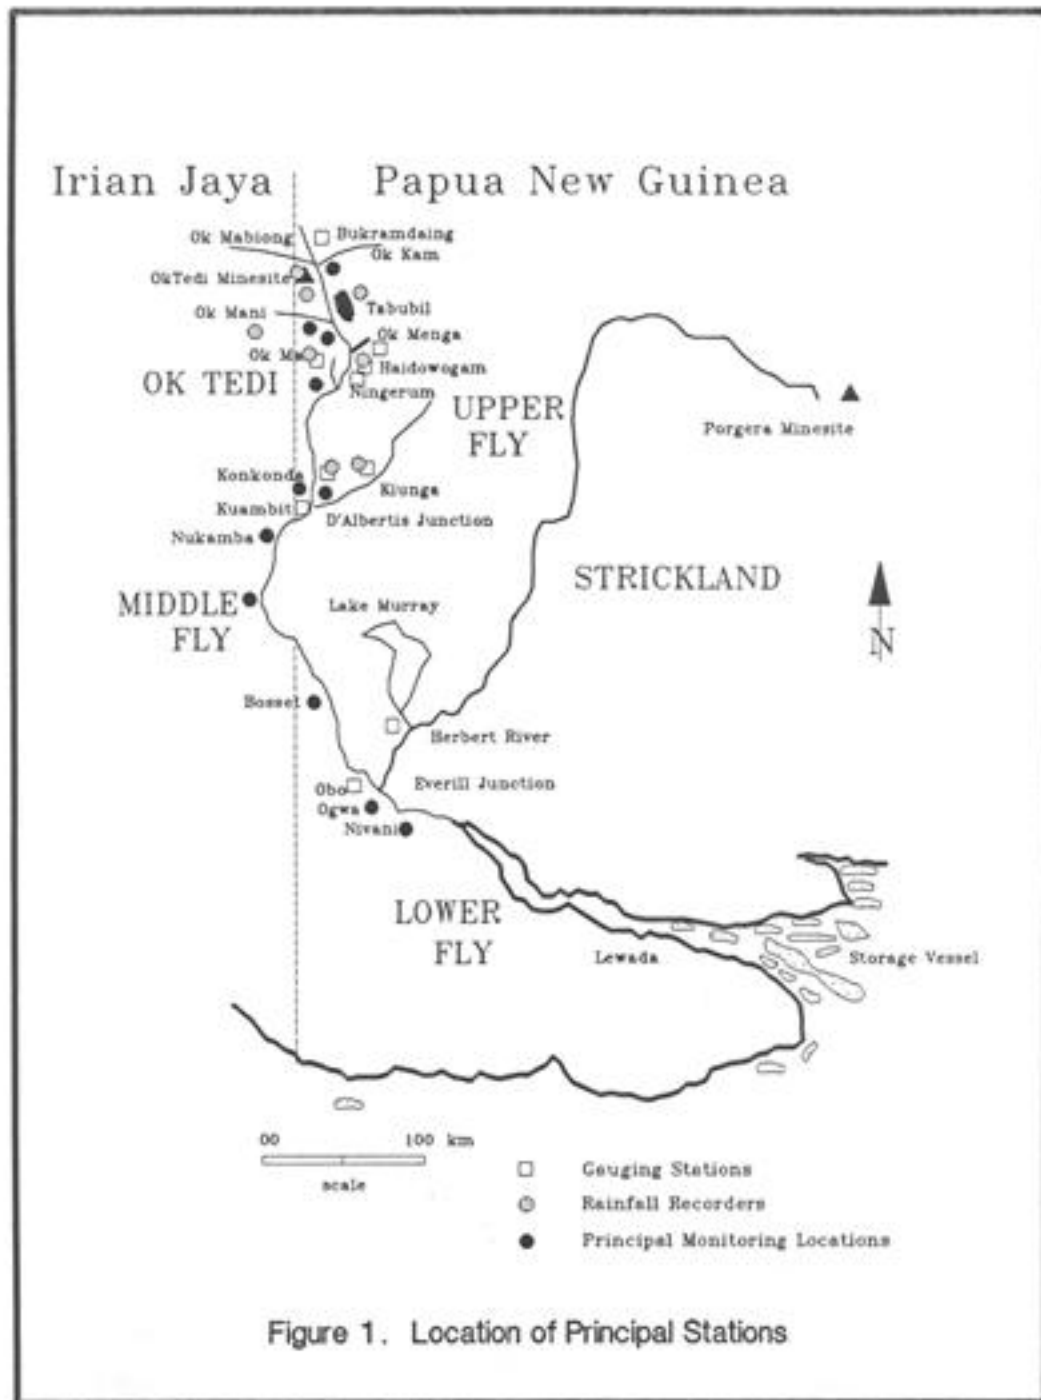 Irian Jaya
Papua New Guinea
Ok Mabiong
Bukramdaing
Ok Kam
OkTedi Minesite
Ok Mani
Tabubil
Ok Menga
Ok Ma
Haidowogam
OK TEDI
Ningerum
UPPER
FLY
Porgera Minesite
Konkonda
Kiunga
Kuambit
D'Albertis Junction
Nukamba
STRICKLAND
MIDDLE
FLY
Lake Murray
N
Bosset
Herbert River
Everill Junction
Obo
Ogwa
Nivani
LOWER
FLY
Lewada
Storage Vessel
00 100 km
scale
Gauging Stations
Rainfall Recorders
Principal Monitoring Locations
Figure 1. Location of Principal Stations